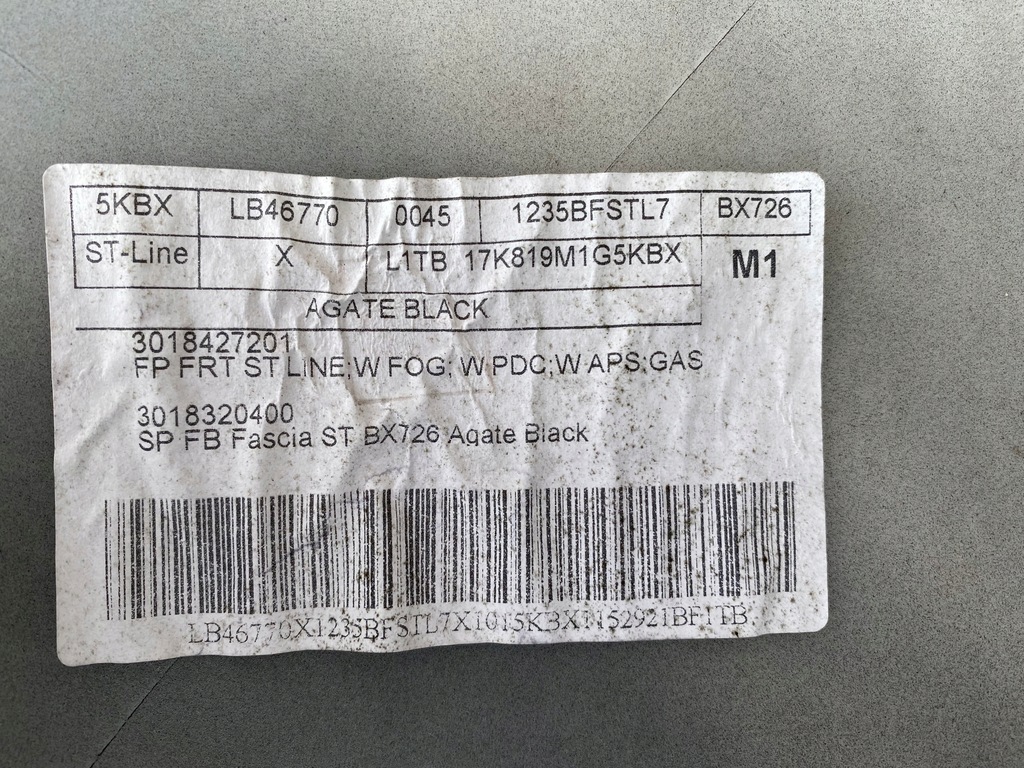 5KBX LB46770 0045 1235BFSTL7 BX726
ST-Line X L1TB 17K819M1G5KBX M1
AGATE BLACK
3018427201
FP FRT ST LINE;W FOG; W PDC;W APS;GAS
3018320400
SP FB Fascia ST BX726 Agate Black
LB46770X1235BFSTL7X1015KBX1152921BF1TB